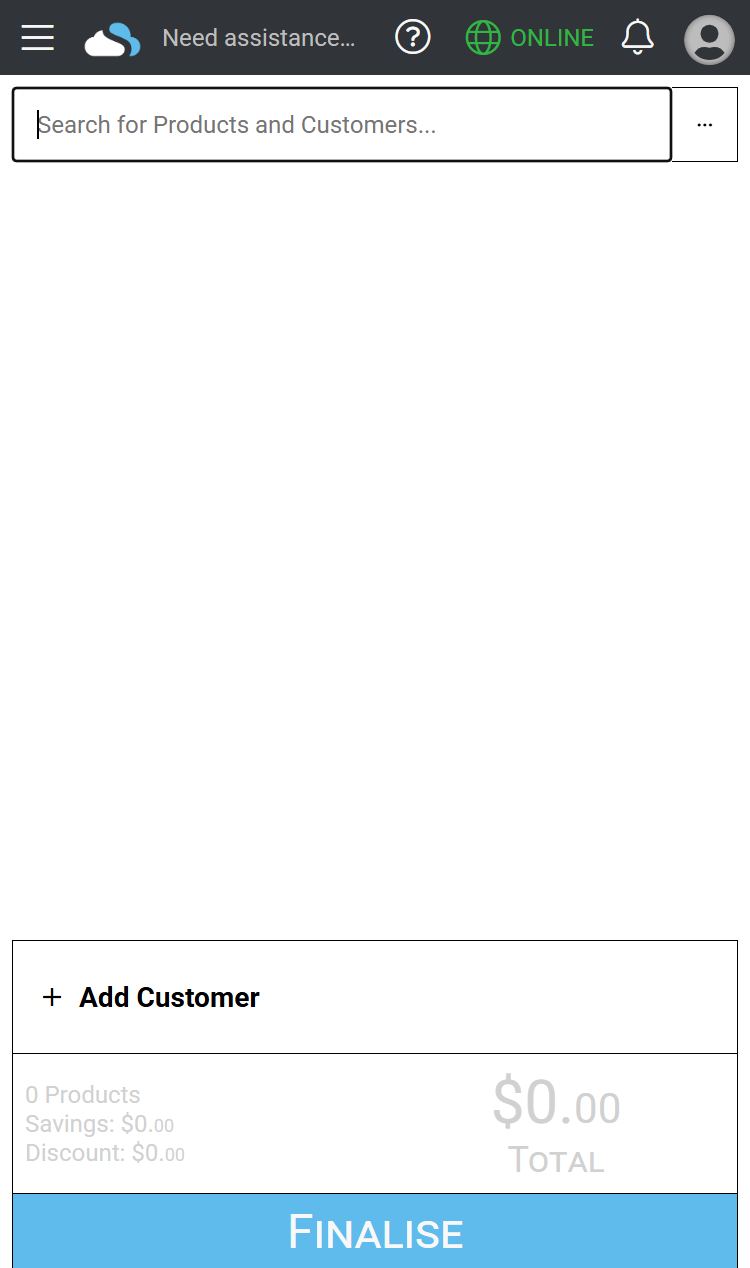 Need assistance...
ONLINE
Search for Products and Customers...
...
+ Add Customer
0 Products
Savings: $0.00
Discount: $0.00
$0.00
TOTAL
FINALISE